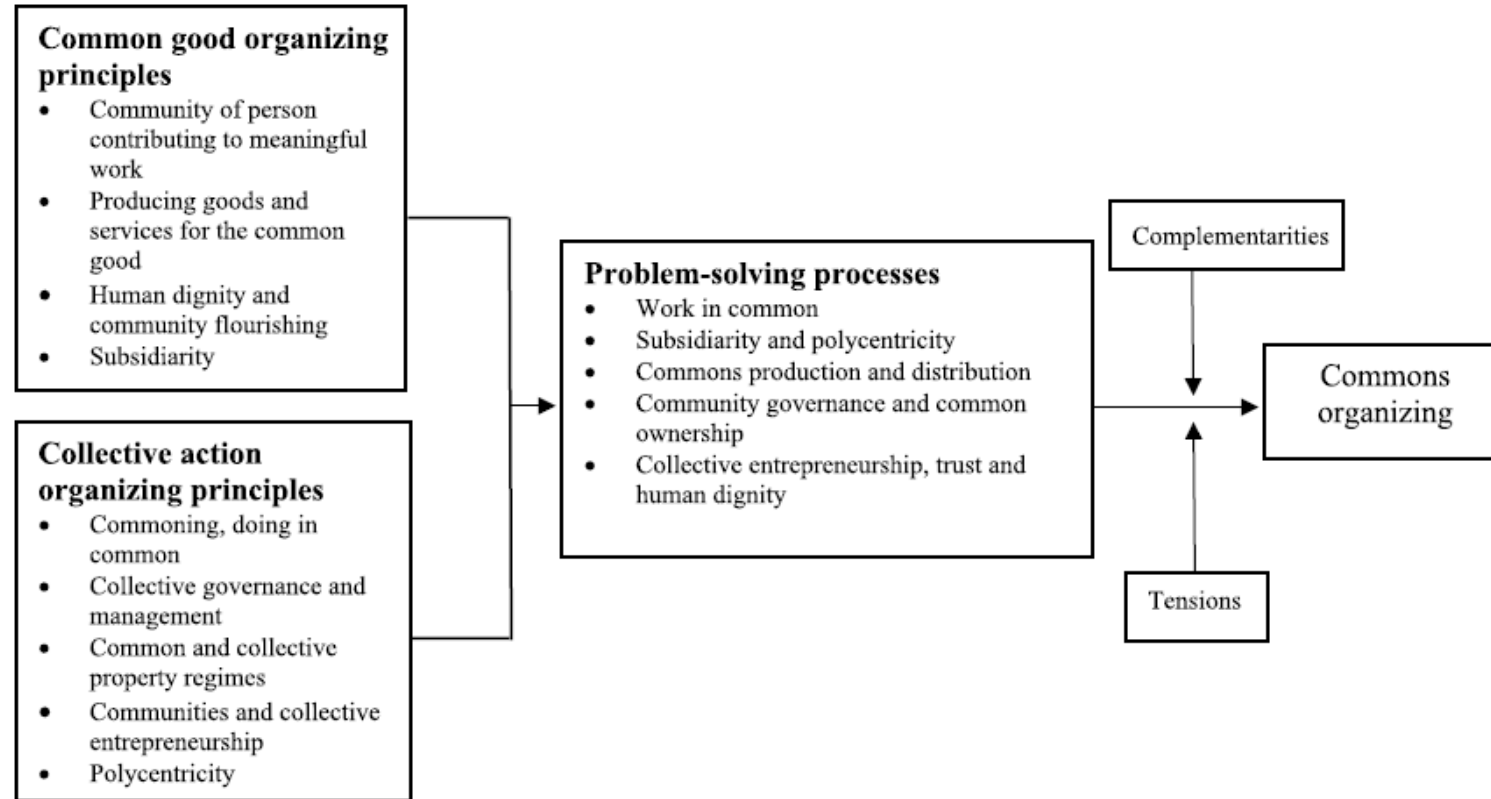 Common good organizing
principles
• Community of person
contributing to meaningful
work
• Producing goods and
services for the common
good
• Human dignity and
community flourishing
• Subsidiarity
Collective action
organizing principles
• Commoning, doing in
common
• Collective governance and
management
• Common and collective
property regimes
• Communities and collective
entrepreneurship
• Polycentricity
Problem-solving processes
• Work in common
• Subsidiarity and polycentricity
• Commons production and distribution
• Community governance and common
ownership
• Collective entrepreneurship, trust and
human dignity
Complementarities
Tensions
Commons
organizing